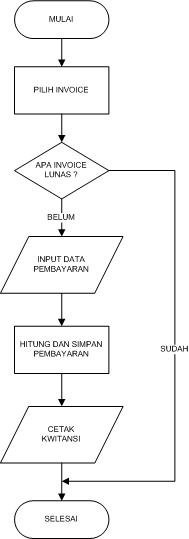 MULAI
PILIH INVOICE
APA INVOICE
LUNAS ?
BELUM
INPUT DATA
PEMBAYARAN
HITUNG DAN SIMPAN
PEMBAYARAN
SUDAH
CETAK
KWITANSI
SELESAI